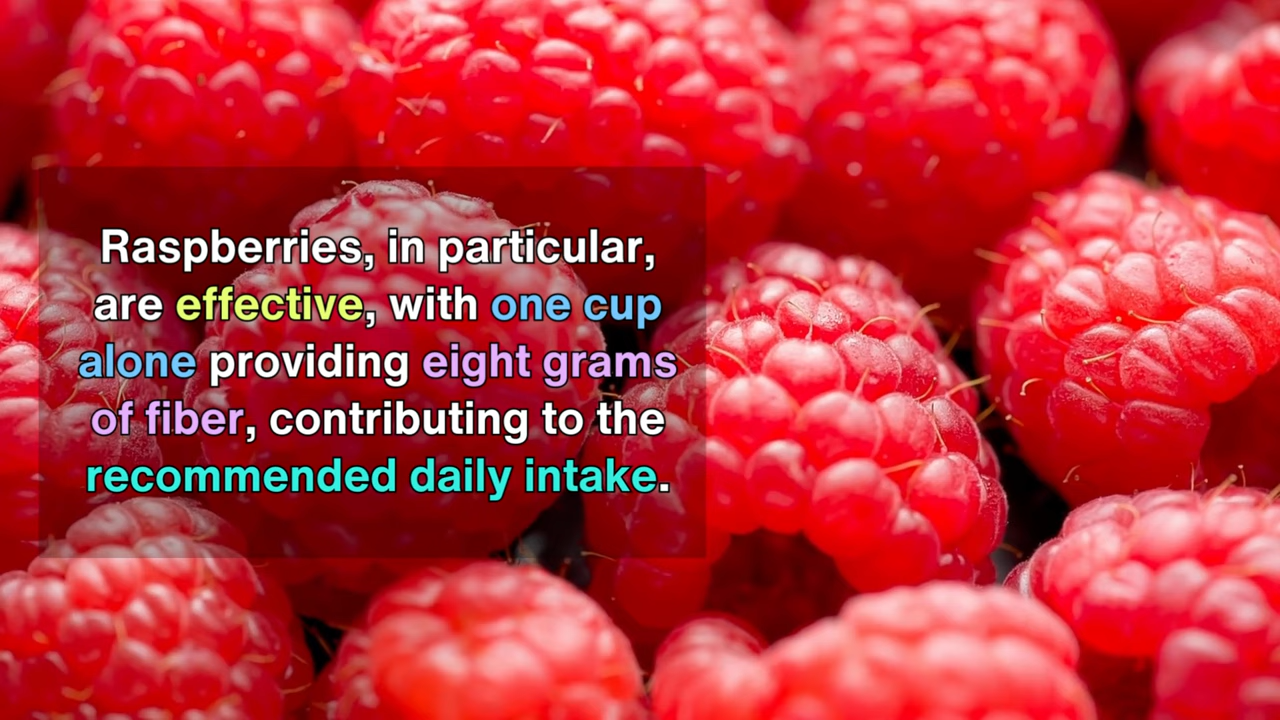 Raspberries, in particular,
are effective, with one cup
alone providing eight grams
of fiber, contributing to the
recommended daily intake.